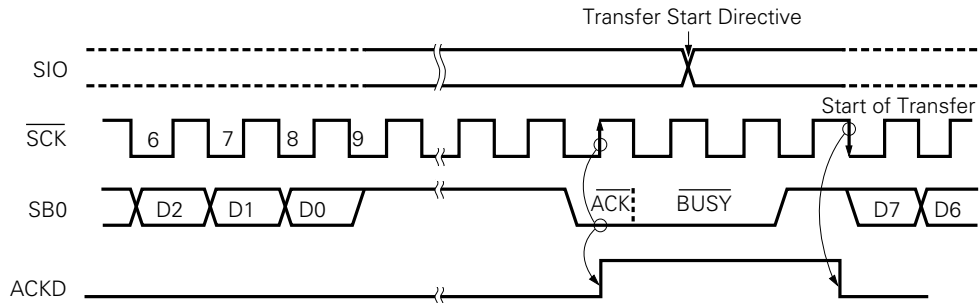 Transfer Start Directive
SIO
Start of Transfer
SCK
6 7 8 9
SB0
D2 D1 D0 ACK BUSY D7 D6
ACKD